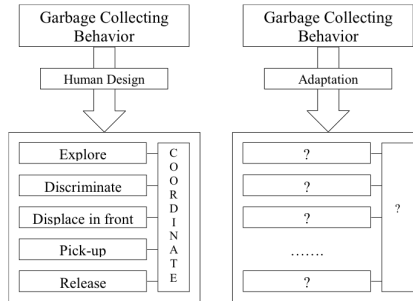 Garbage Collecting
Behavior
Human Design
Explore
Discriminate
Displace in front
Pick-up
Release
C
O
O
R
D
I
N
A
T
E
Garbage Collecting
Behavior
Adaptation
?
?
?
.......
?
?